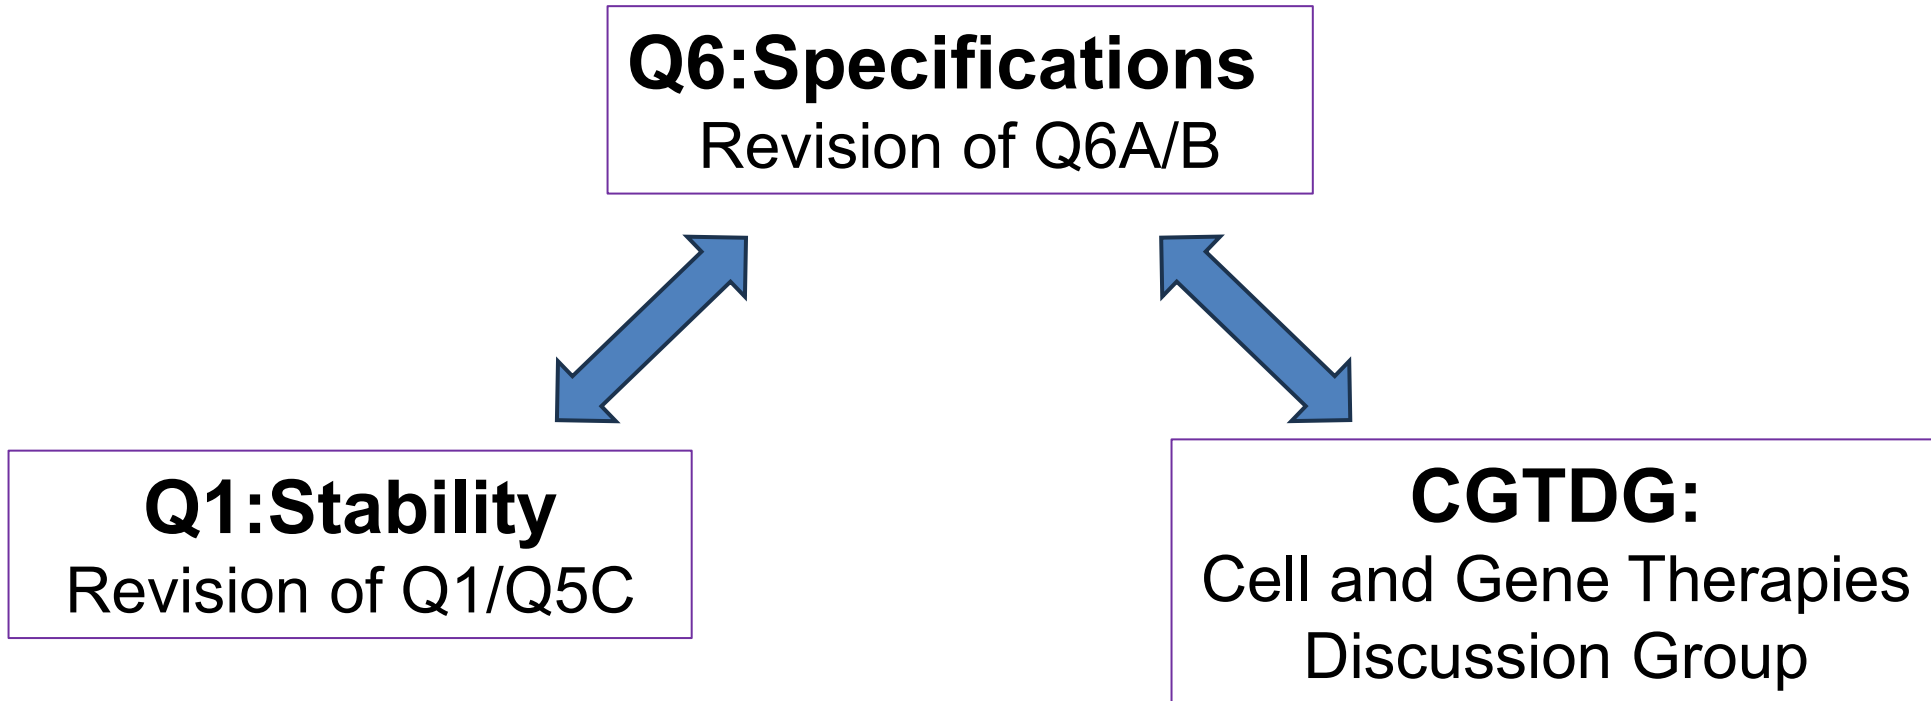 Q6:Specifications
Revision of Q6A/B
Q1:Stability
Revision of Q1/Q5C
CGTDG:
Cell and Gene Therapies
Discussion Group